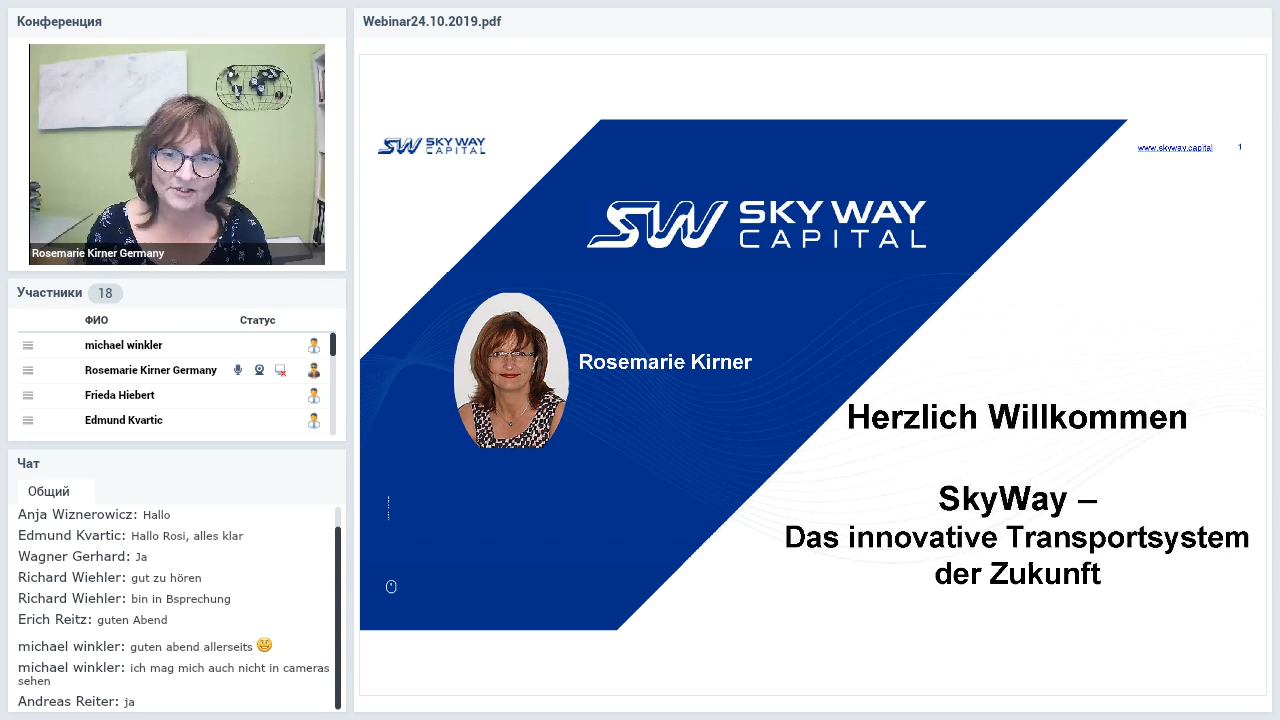 Конференция
Rosemarie Kirner Germany
Участники 18
ФИО Статус
michael winkler
Rosemarie Kirner Germany
Frieda Hiebert
Edmund Kvartic
Чат
Общий
Anja Wiznerowicz: Hallo
Edmund Kvartic: Hallo Rosi, alles klar
Wagner Gerhard: Ja
Richard Wiehler: gut zu hören
Richard Wiehler: bin in Bsprechung
Erich Reitz: guten Abend
michael winkler: guten abend allerseits
michael winkler: ich mag mich auch nicht in cameras
sehen
Andreas Reiter: ja
Webinar24.10.2019.pdf
SW SKY WAY
CAPITAL
www.skyway.capital 1
SW SKY WAY
CAPITAL
Rosemarie Kirner
Herzlich Willkommen
SkyWay –
Das innovative Transportsystem
der Zukunft